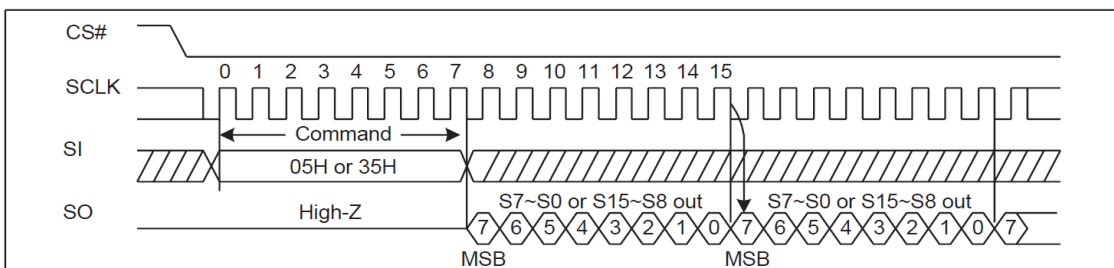 CS#
0 1 2 3 4 5 6 7 8 9 10 11 12 13 14 15
SCLK
Command
SI
05H or 35H
S7~S0 or S15~S8 out S7~S0 or S15~S8 out
SO High-Z
7 6 5 4 3 2 1 0 7 6 5 4 3 2 1 0 7
MSB MSB